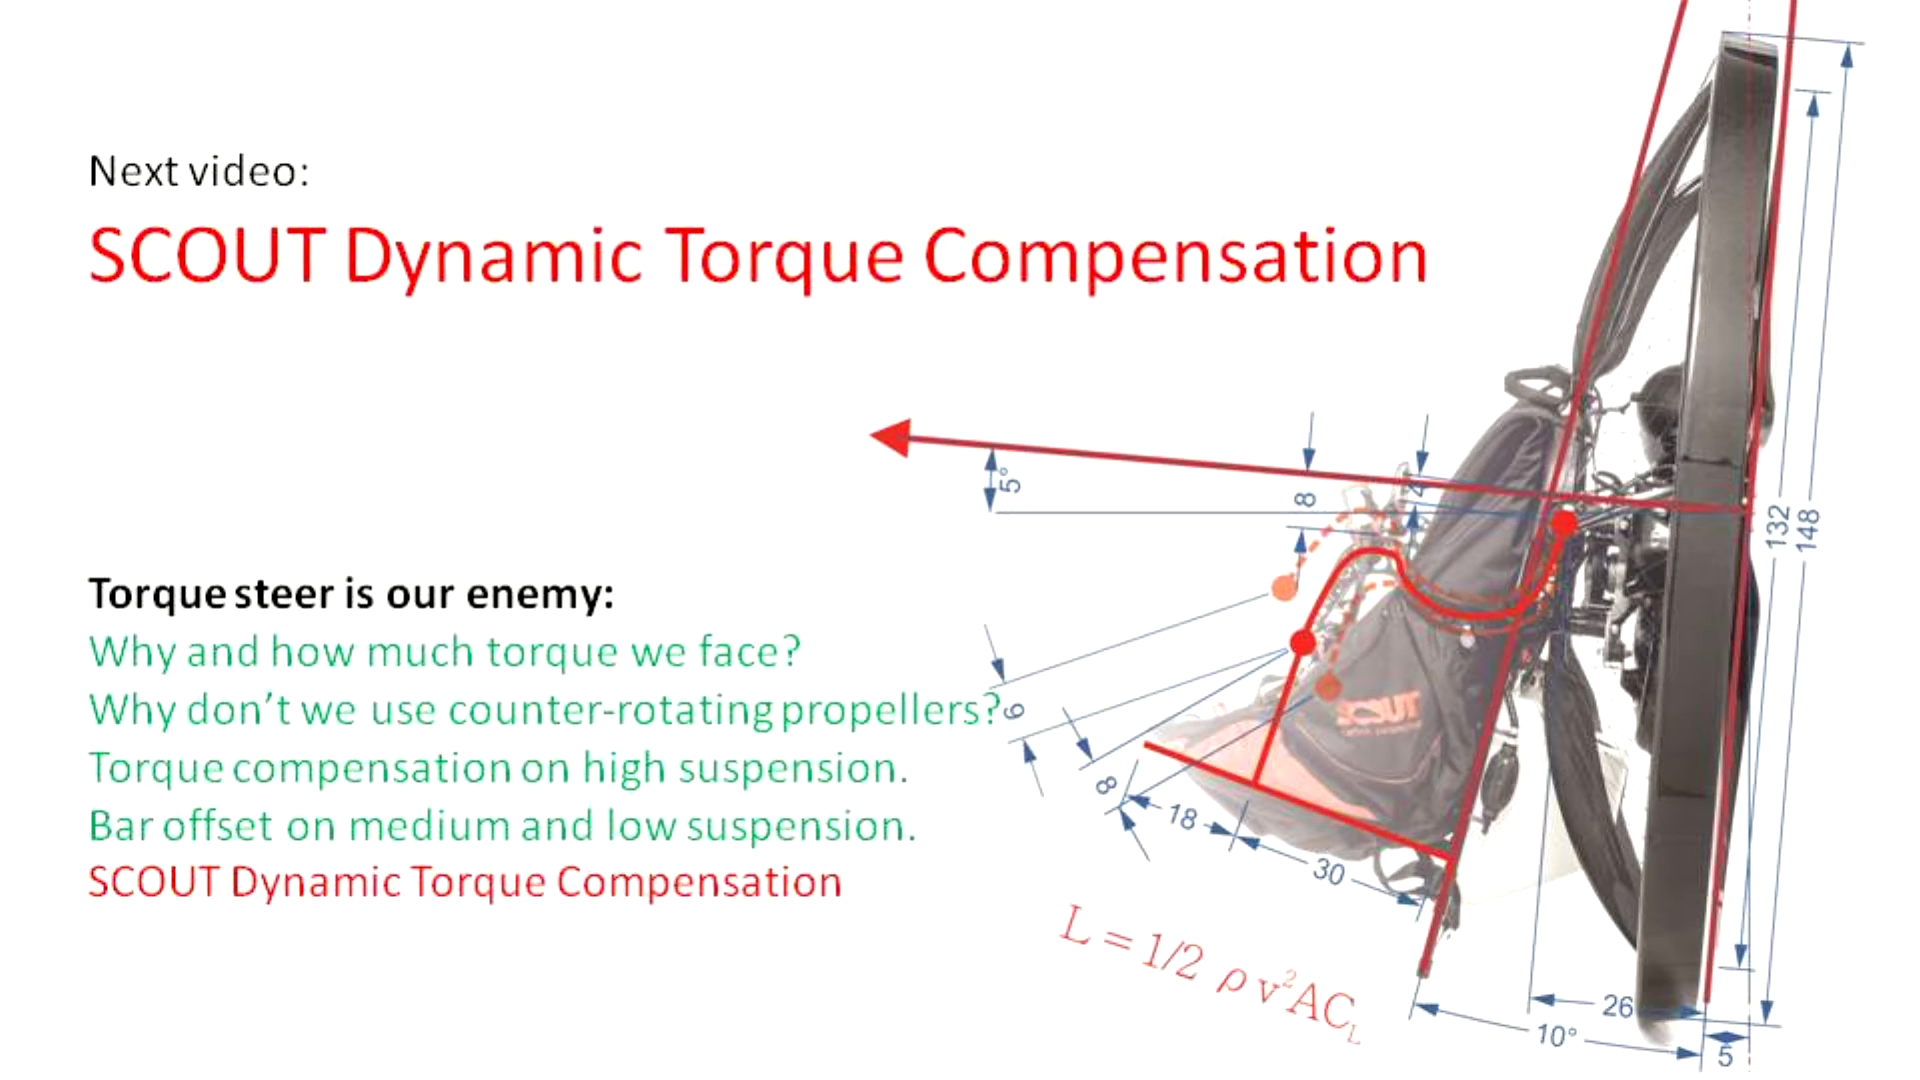 Next video:
SCOUT Dynamic Torque Compensation
Torque steer is our enemy:
Why and how much torque we face?
Why don't we use counter-rotating propellers?
Torque compensation on high suspension.
Bar offset on medium and low suspension.
SCOUT Dynamic Torque Compensation
5°
8
4
132
148
6
8
18
30
SCOUT
L = 1/2 ρ v²AC_L
26
10°
5